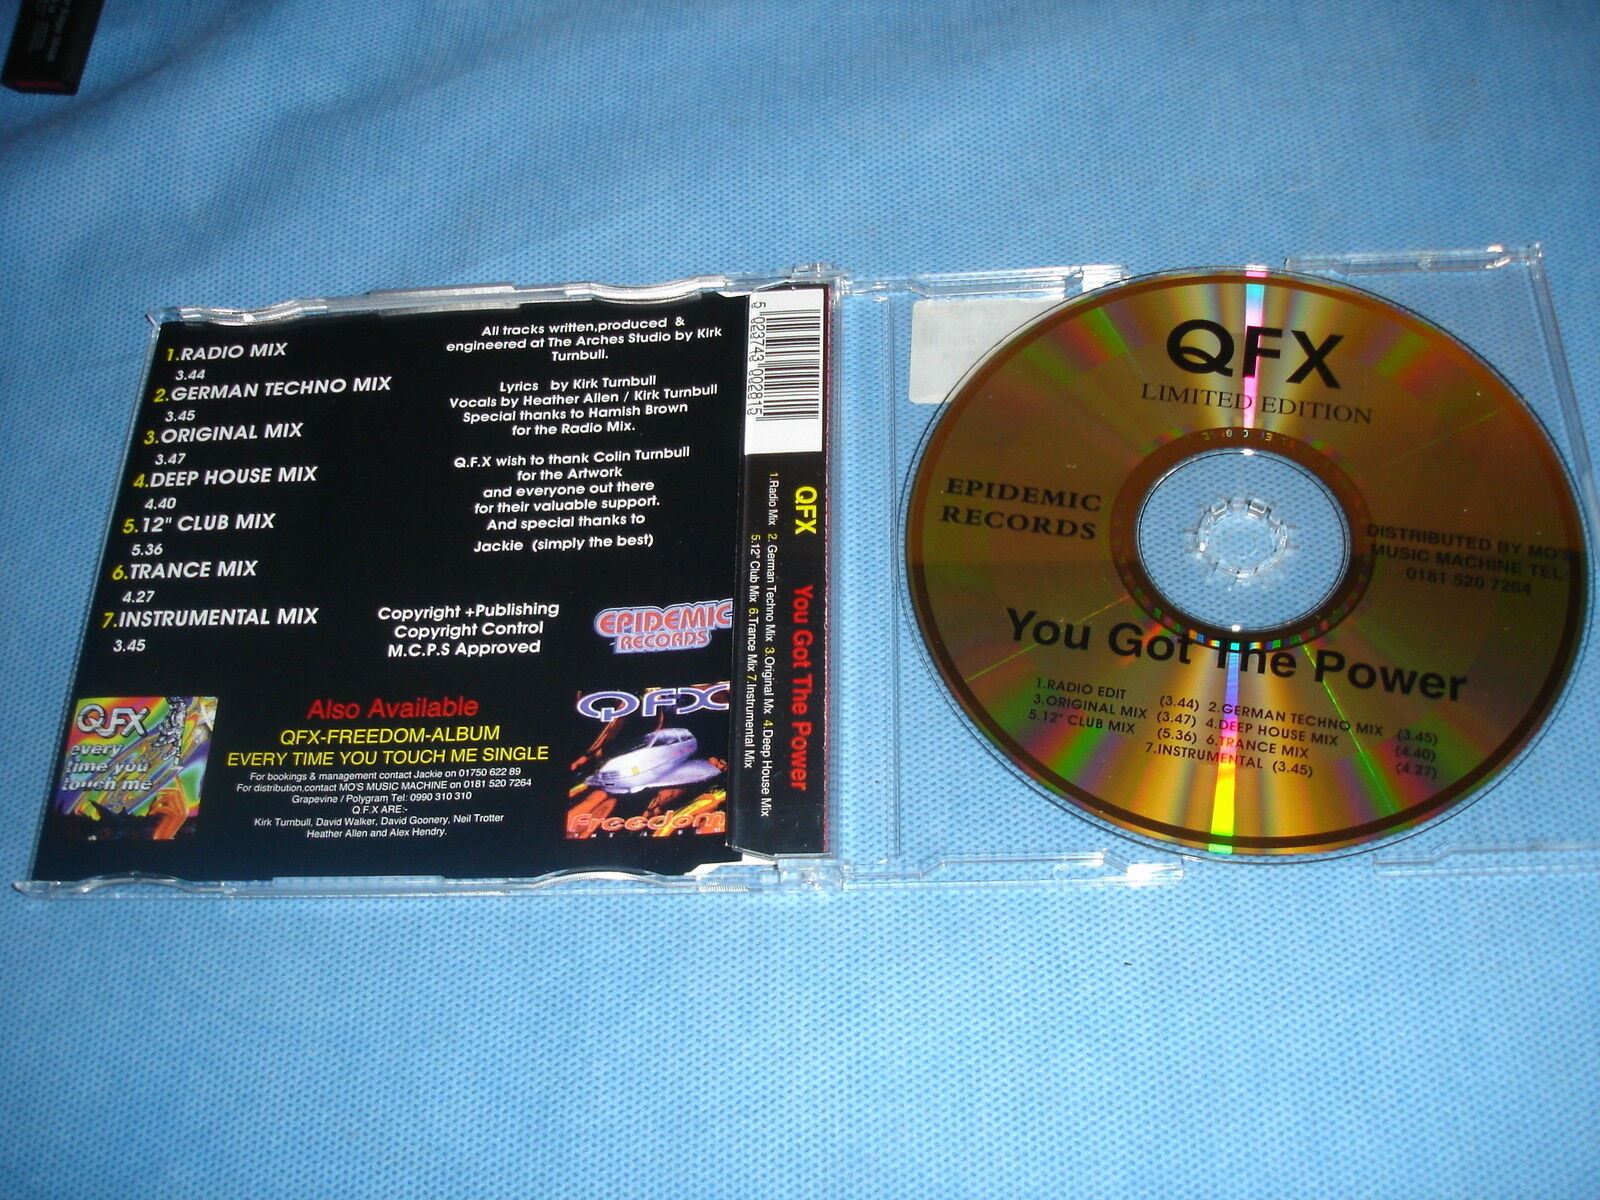 1.RADIO MIX
3.44
2.GERMAN TECHNO MIX
3.45
3.ORIGINAL MIX
3.47
4.DEEP HOUSE MIX
4.40
5.12" CLUB MIX
5.36
6.TRANCE MIX
4.27
7.INSTRUMENTAL MIX
3.45
All tracks written,produced &
engineered at The Arches Studio by Kirk
Turnbull.
Lyrics by Kirk Turnbull
Vocals by Heather Allen / Kirk Turnbull
Special thanks to Hamish Brown
for the Radio Mix.
Q.F.X wish to thank Colin Turnbull
for the Artwork
and everyone out there
for their valuable support.
And special thanks to
Jackie (simply the best)
Copyright +Publishing
Copyright Control
M.C.P.S Approved
EPIDEMIC
RECORDS
QFX
every
time you
touch me
Also Available
QFX-FREEDOM-ALBUM
EVERY TIME YOU TOUCH ME SINGLE
For bookings & management contact Jackie on 01750 622 89
For distribution,contact MO'S MUSIC MACHINE on 0181 520 7264
Grapevine / Polygram Tel: 0990 310 310
Q.F.X ARE:-
Kirk Turnbull, David Walker, David Goonery, Neil Trotter
Heather Allen and Alex Hendry.
QFX
Freedom
5 023743 002815
QFX You Got The Power
1.Radio Mix 2. German Techno Mix 3.Original Mx 4.Deep House Mix
5.12" Club Mix 6.Trance Mix 7.Instrumental Mix
QFX
LIMITED EDITION
EPIDEMIC
RECORDS
DISTRIBUTED BY MO'S
MUSIC MACHINE TEL:
0181 520 7264
You Got The Power
1.RADIO EDIT (3.44) 2.GERMAN TECHNO MIX (3.45)
3.ORIGINAL MIX (3.47) 4.DEEP HOUSE MIX (4.40)
5.12" CLUB MIX (5.36) 6.TRANCE MIX (4.27)
7.INSTRUMENTAL (3.45)